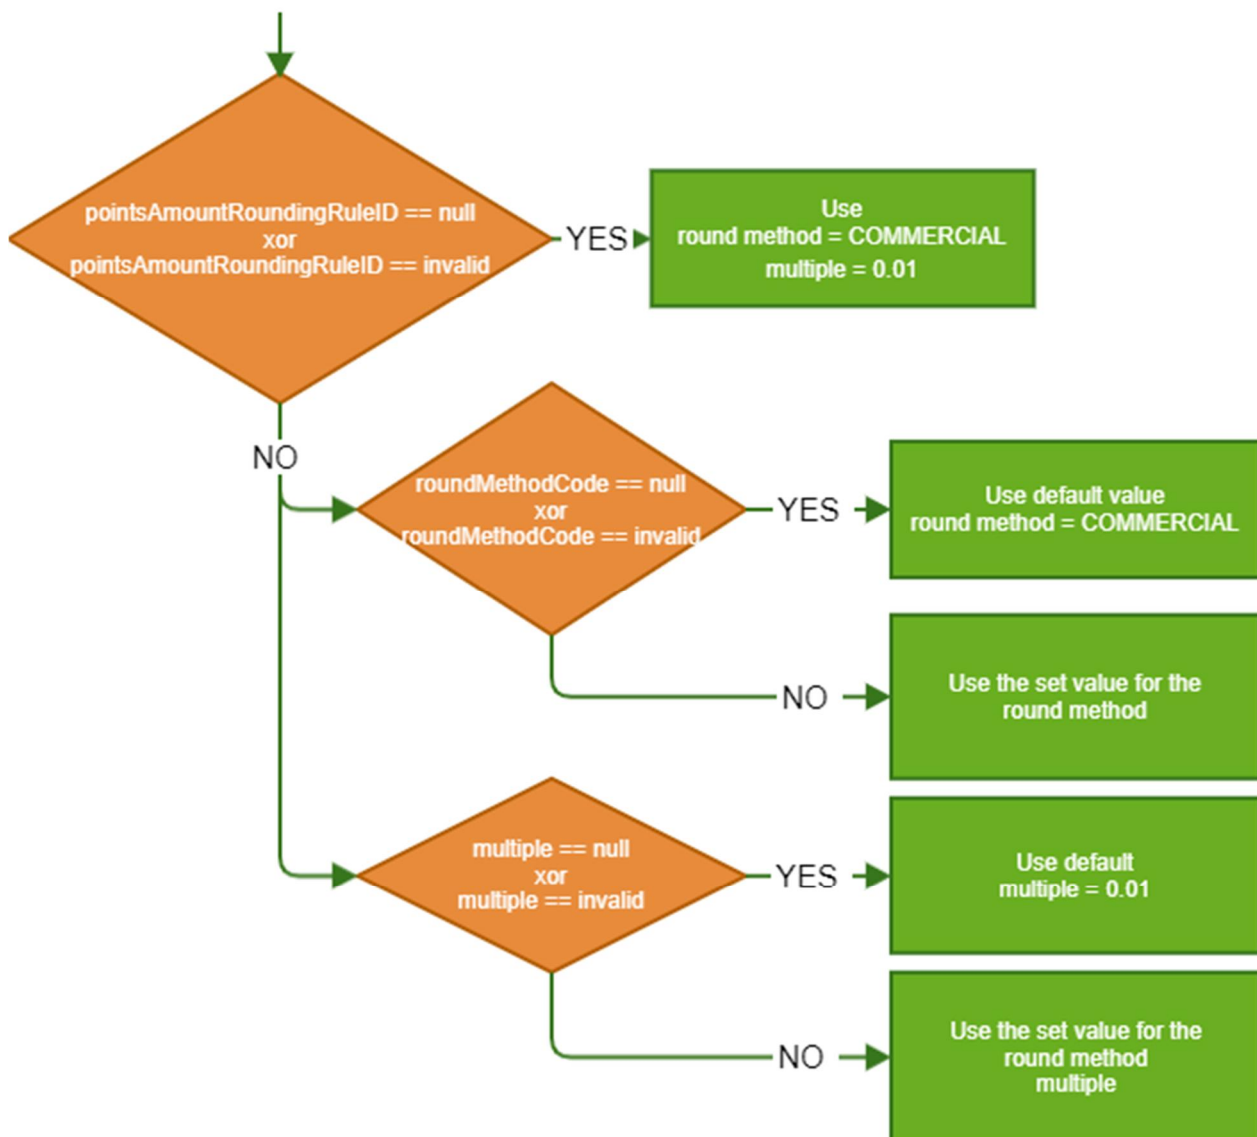 pointsAmountRoundingRuleID == null
xor
pointsAmountRoundingRuleID == invalid
YES
Use
round method = COMMERCIAL
multiple = 0.01
NO
roundMethodCode == null
xor
roundMethodCode == invalid
YES
Use default value
round method = COMMERCIAL
NO
Use the set value for the
round method
multiple == null
xor
multiple == invalid
YES
Use default
multiple = 0.01
NO
Use the set value for the
round method
multiple